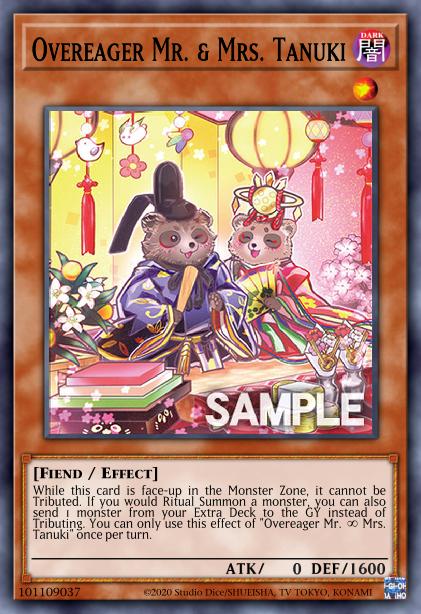 OVEREAGER MR. & MRS. TANUKI
DARK
闇
SAMPLE
[FIEND / EFFECT]
While this card is face-up in the Monster Zone, it cannot be
Tributed. If you would Ritual Summon a monster, you can also
send 1 monster from your Extra Deck to the GY instead of
Tributing. You can only use this effect of "Overeager Mr. ∞ Mrs.
Tanuki" once per turn.
ATK/ 0 DEF/1600
101109037
©2020 Studio Dice/SHUEISHA, TV TOKYO, KONAMI